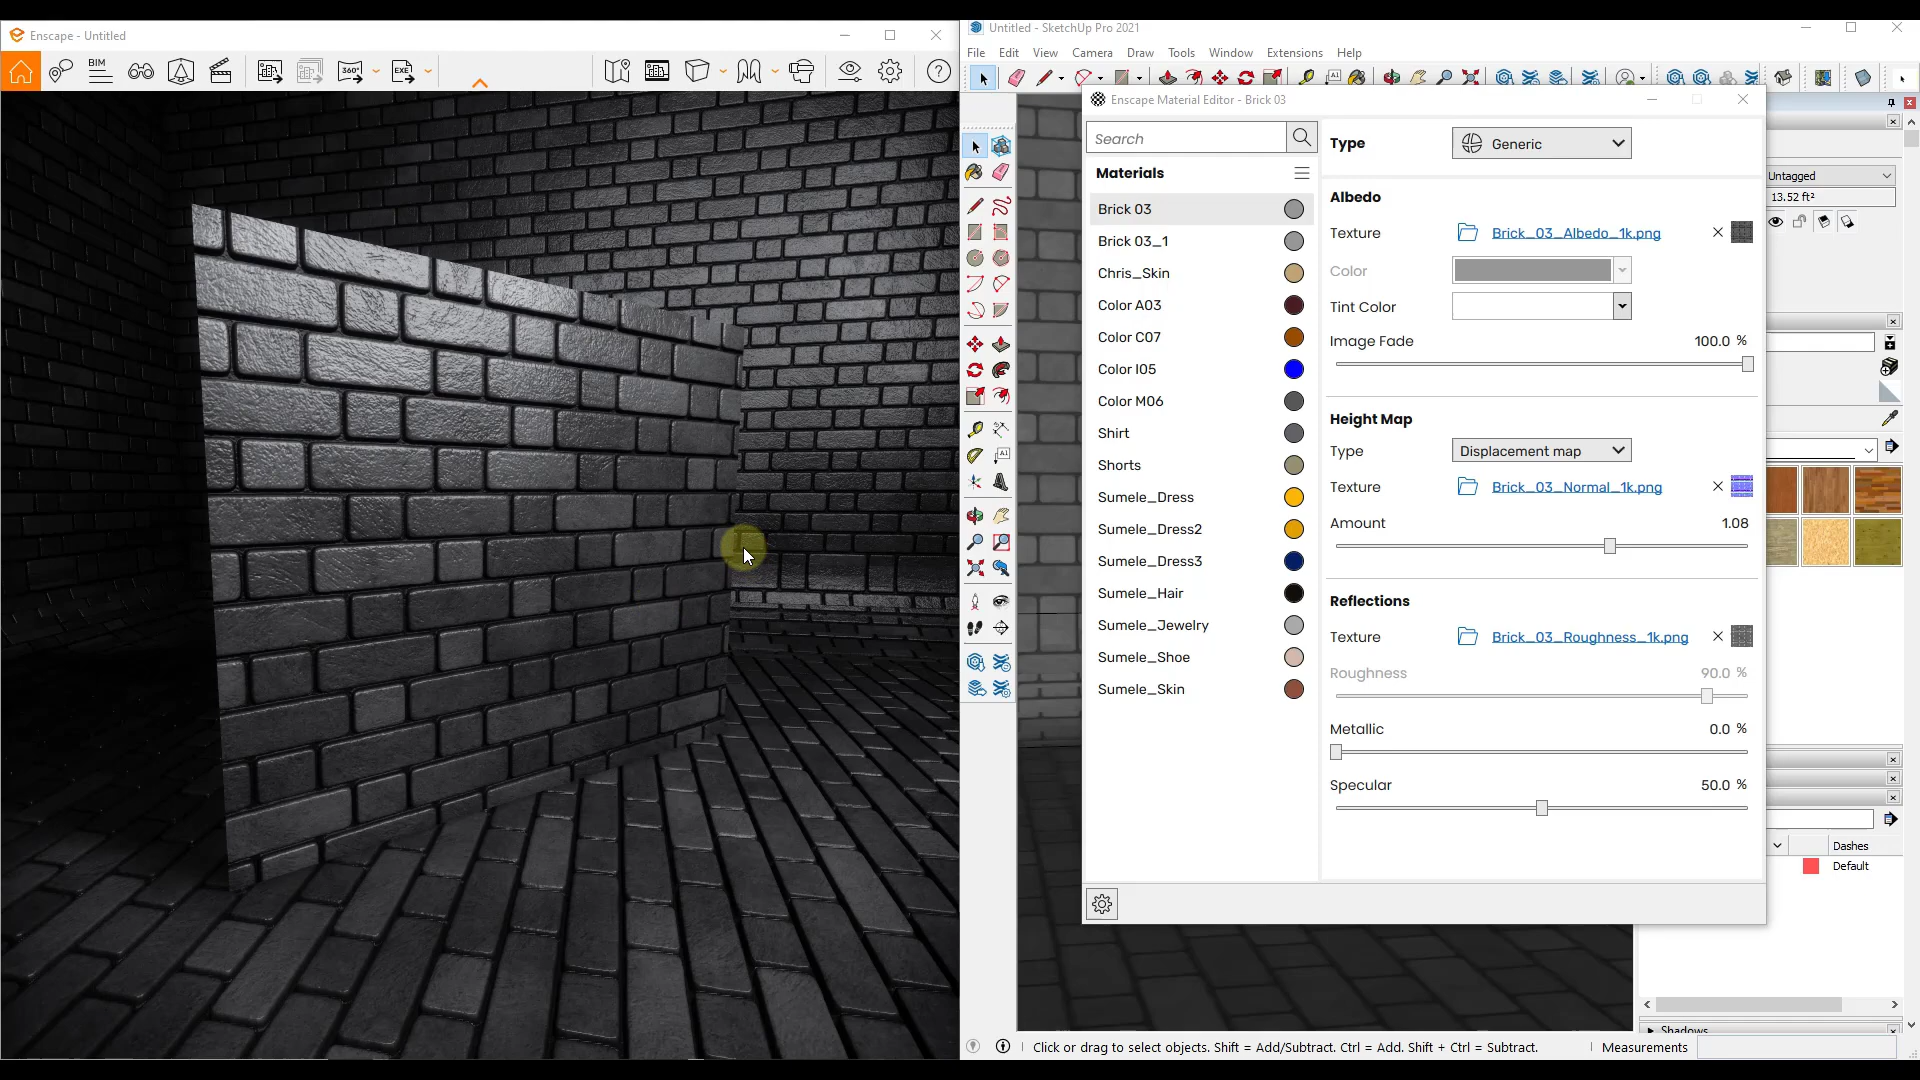 Enscape - Untitled
BIM
360°
EXE
Untitled - SketchUp Pro 2021
File Edit View Camera Draw Tools Window Extensions Help
Enscape Material Editor - Brick 03
Search
Materials
Brick 03
Brick 03_1
Chris_Skin
Color A03
Color C07
Color I05
Color M06
Shirt
Shorts
Sumele_Dress
Sumele_Dress2
Sumele_Dress3
Sumele_Hair
Sumele_Jewelry
Sumele_Shoe
Sumele_Skin
Type Generic
Albedo
Texture Brick_03_Albedo_1k.png
Color
Tint Color
Image Fade 100.0 %
Height Map
Type Displacement map
Texture Brick_03_Normal_1k.png
Amount 1.08
Reflections
Texture Brick_03_Roughness_1k.png
Roughness 90.0 %
Metallic 0.0 %
Specular 50.0 %
Untagged
13.52 ft²
Dashes
Default
Shadows
Click or drag to select objects. Shift = Add/Subtract. Ctrl = Add. Shift + Ctrl = Subtract.
Measurements